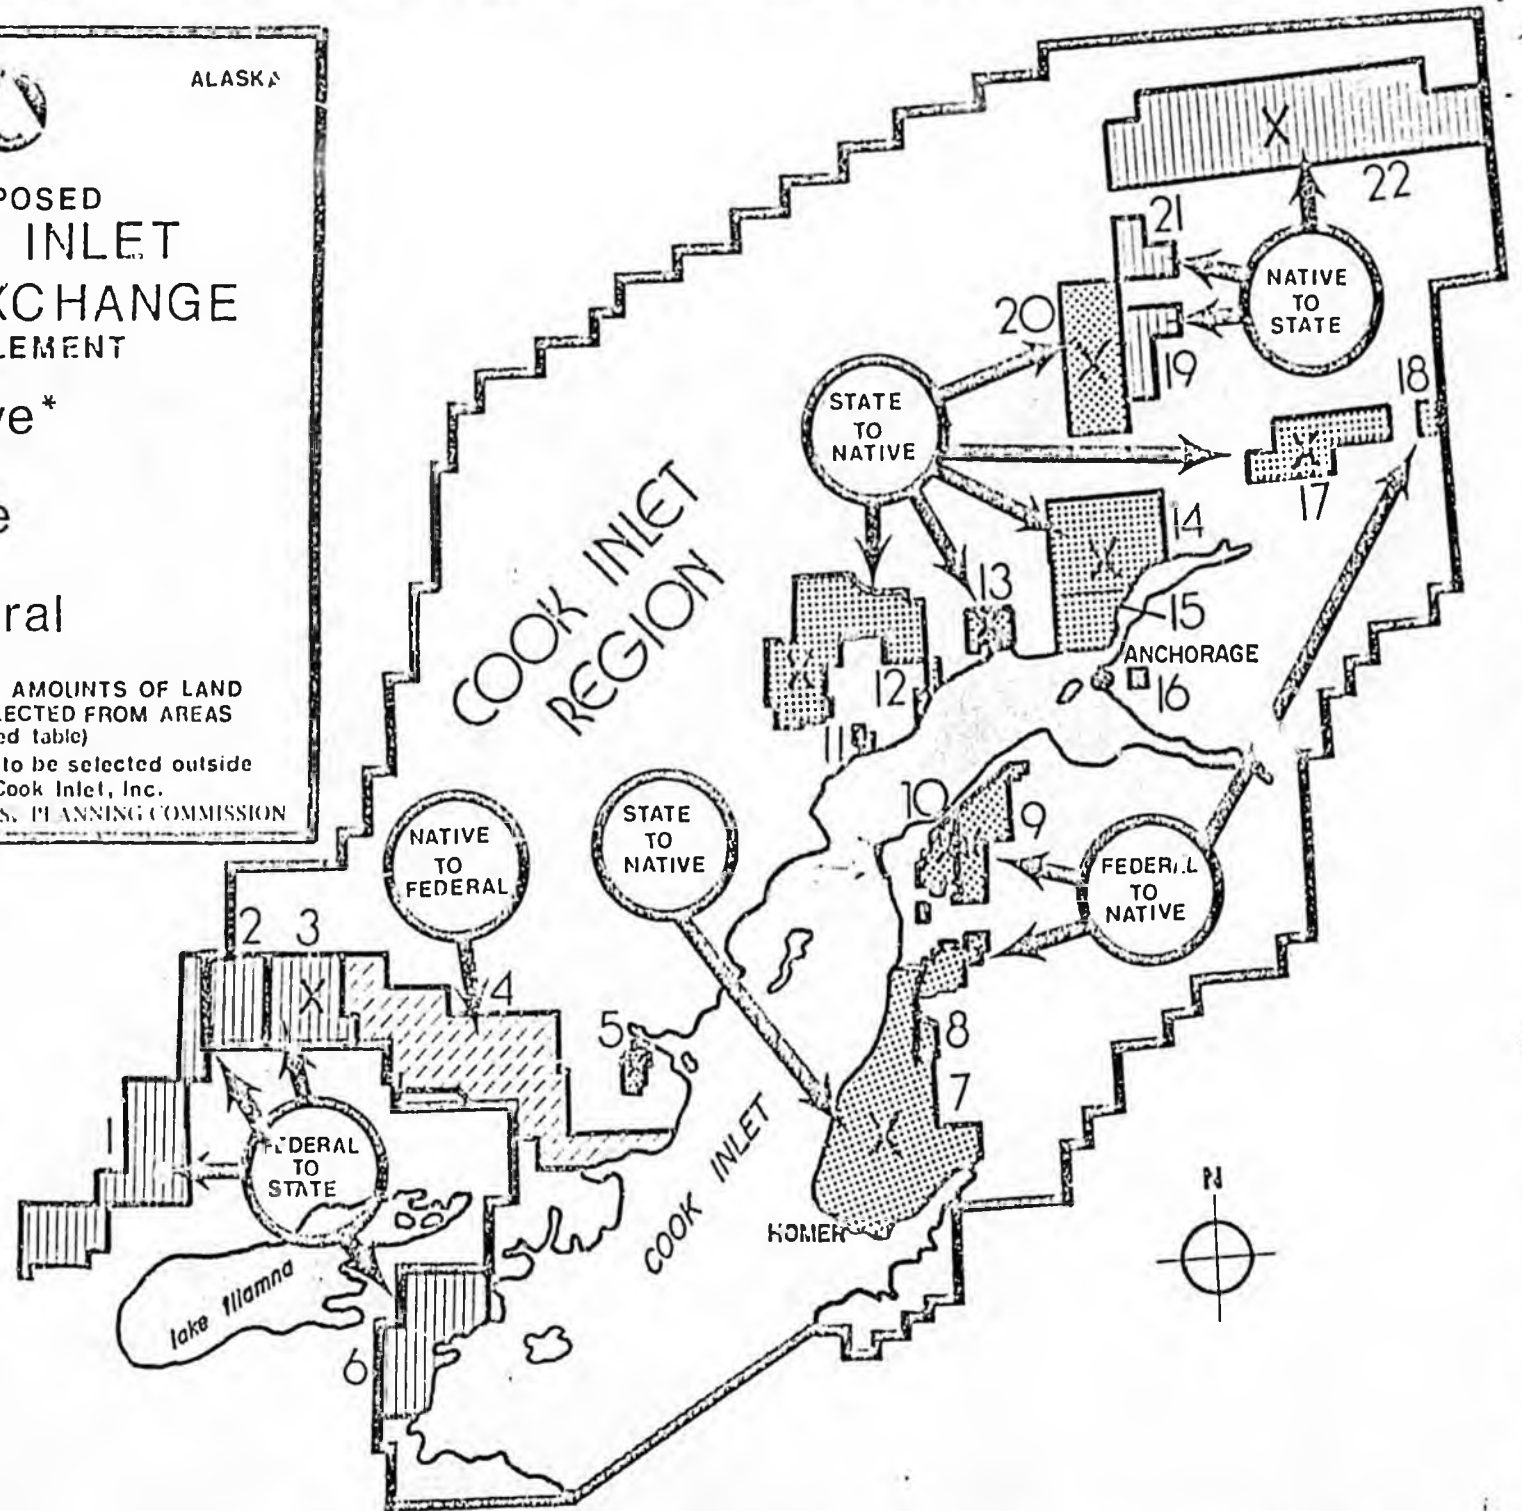 ALASKA
POSED
INLET
XCHANGE
LEMENT
ve*
e
ral
AMOUNTS OF LAND
LECTED FROM AREAS
ed table)
to be selected outside
Cook Inlet, Inc.
S. PLANNING COMMISSION
22
21
NATIVE
TO
STATE
20
19
18
STATE
TO
NATIVE
17
14
COOK INLET
REGION
13
15
ANCHORAGE
16
12
11
10
9
NATIVE
TO
FEDERAL
STATE
TO
NATIVE
FEDERAL
TO
NATIVE
2
3
4
5
8
7
1
FEDERAL
TO
STATE
COOK INLET
HOMER
N
lake Iliamna
6